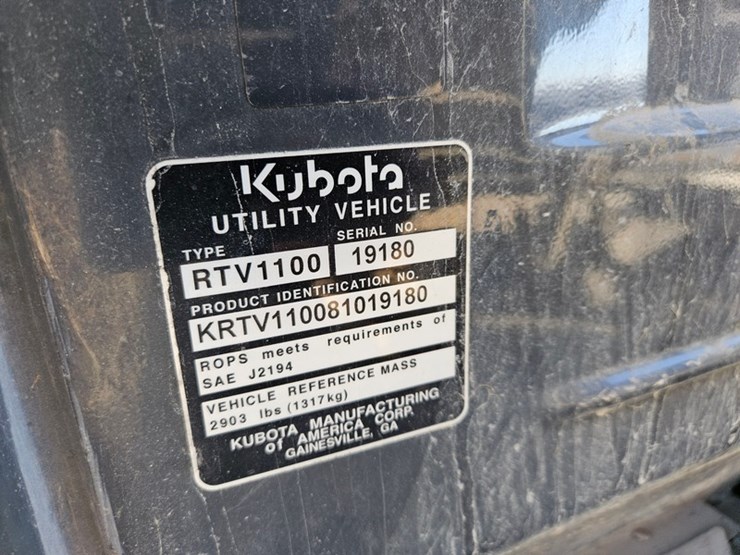 Kubota
UTILITY VEHICLE
TYPE SERIAL NO.
RTV1100 19180
PRODUCT IDENTIFICATION NO.
KRTV110081019180
ROPS meets requirements of
SAE J2194
VEHICLE REFERENCE MASS
2903 lbs (1317kg)
KUBOTA MANUFACTURING
Of AMERICA CORP.
GAINESVILLE, GA